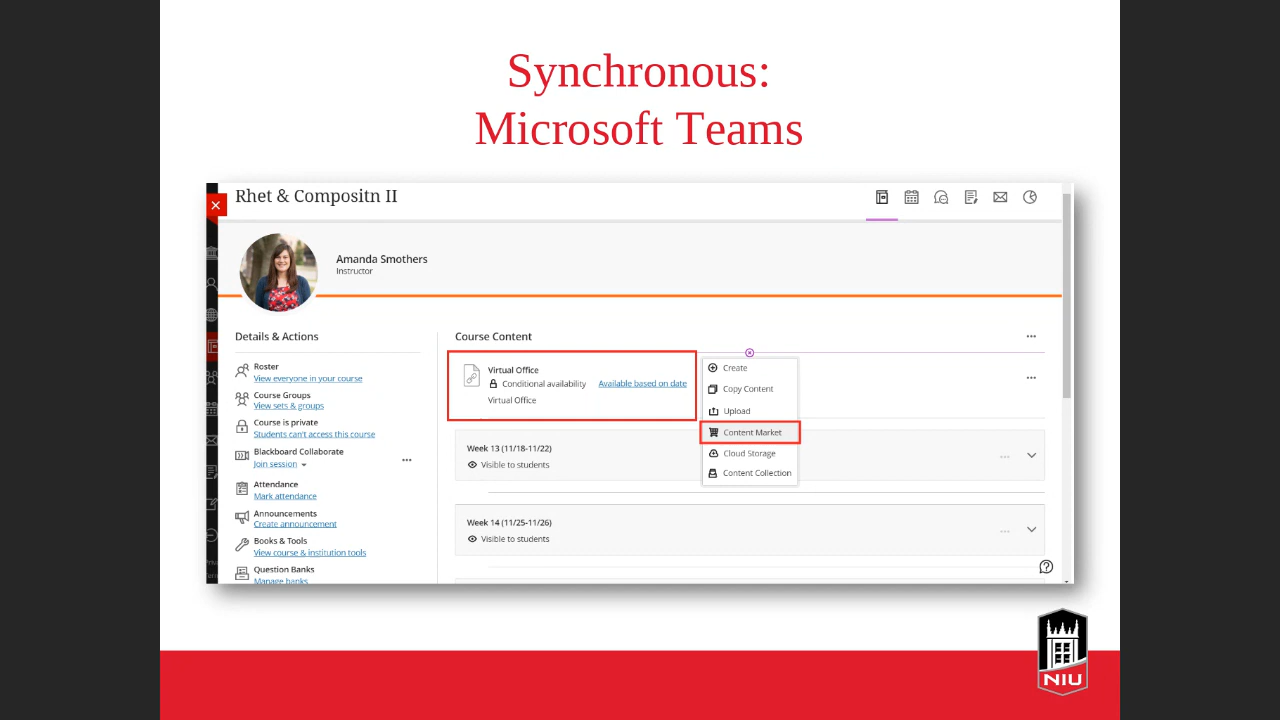 Synchronous:
Microsoft Teams
Rhet & Compositn II
Amanda Smothers
Instructor
Details & Actions
Roster
View everyone in your course
Course Groups
View sets & groups
Course is private
Students can't access this course
Blackboard Collaborate
Join session
Attendance
Mark attendance
Announcements
Create announcement
Books & Tools
View course & institution tools
Question Banks
Manage banks
Course Content
Virtual Office
Conditional availability Available based on date
Virtual Office
Create
Copy Content
Upload
Content Market
Cloud Storage
Content Collection
Week 13 (11/18-11/22)
Visible to students
Week 14 (11/25-11/26)
Visible to students
NIU